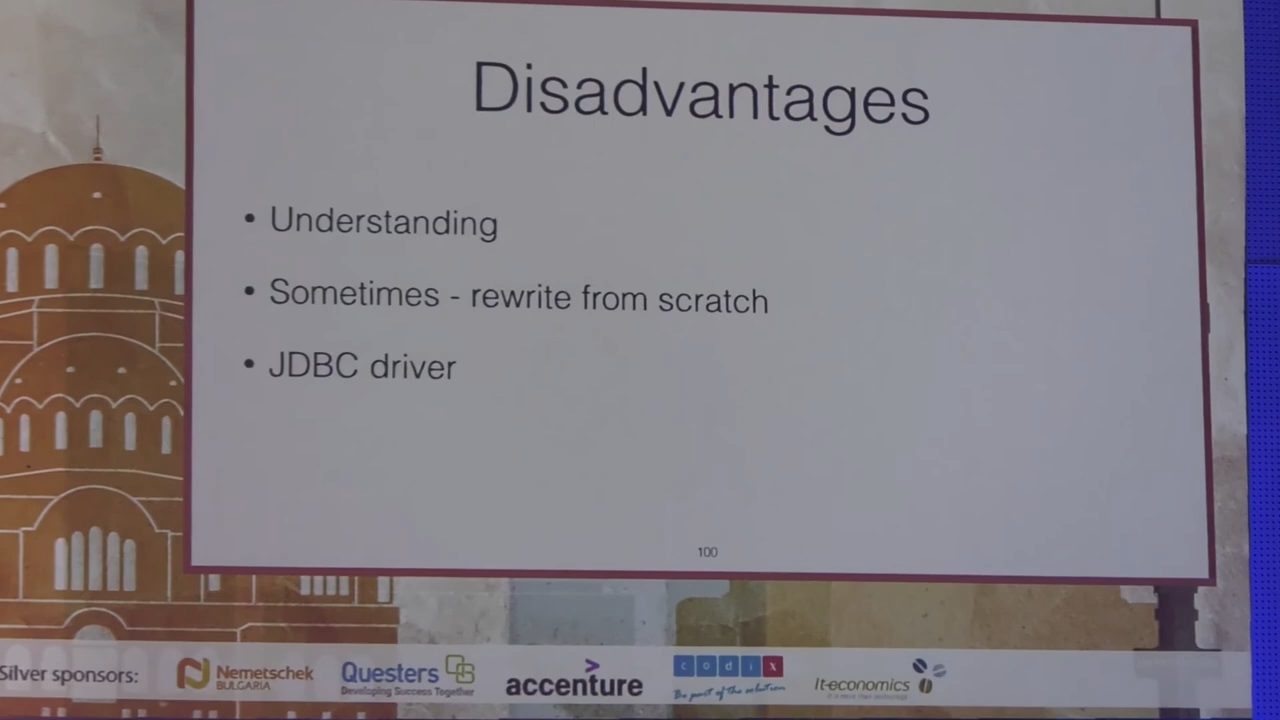 Disadvantages
• Understanding
• Sometimes - rewrite from scratch
• JDBC driver
100
Silver sponsors:
Nemetschek
BULGARIA
Questers
Developing Success Together
accenture
codix
Be part of the solution
It-economics